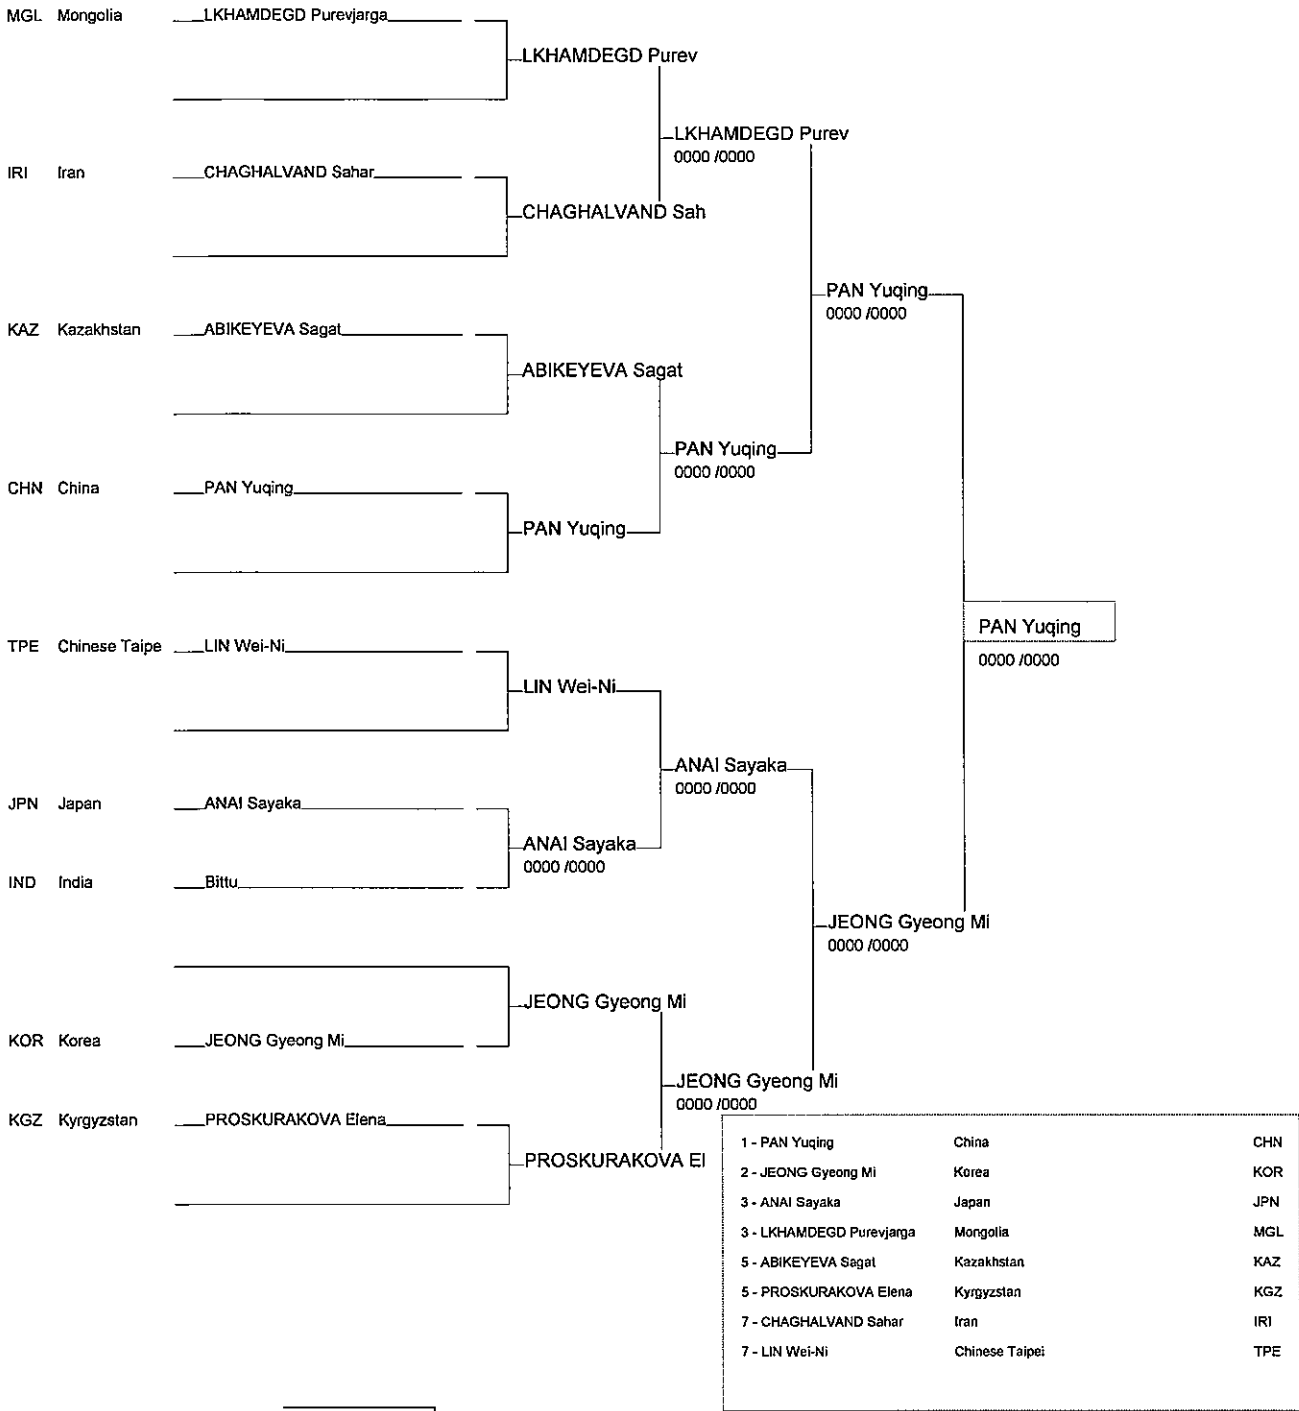 MGL Mongolia LKHAMDEGD Purevjarga
LKHAMDEGD Purev
LKHAMDEGD Purev
0000 /0000
IRI Iran CHAGHALVAND Sahar
CHAGHALVAND Sah
PAN Yuqing
0000 /0000
KAZ Kazakhstan ABIKEYEVA Sagat
ABIKEYEVA Sagat
PAN Yuqing
0000 /0000
CHN China PAN Yuqing
PAN Yuqing
PAN Yuqing
0000 /0000
TPE Chinese Taipe LIN Wei-Ni
LIN Wei-Ni
ANAI Sayaka
0000 /0000
JPN Japan ANAI Sayaka
ANAI Sayaka
0000 /0000
IND India Bittu
JEONG Gyeong Mi
0000 /0000
JEONG Gyeong Mi
KOR Korea JEONG Gyeong Mi
JEONG Gyeong Mi
0000 /0000
KGZ Kyrgyzstan PROSKURAKOVA Elena
PROSKURAKOVA El
1 - PAN Yuqing China CHN
2 - JEONG Gyeong Mi Korea KOR
3 - ANAI Sayaka Japan JPN
3 - LKHAMDEGD Purevjarga Mongolia MGL
5 - ABIKEYEVA Sagat Kazakhstan KAZ
5 - PROSKURAKOVA Elena Kyrgyzstan KGZ
7 - CHAGHALVAND Sahar Iran IRI
7 - LIN Wei-Ni Chinese Taipei TPE